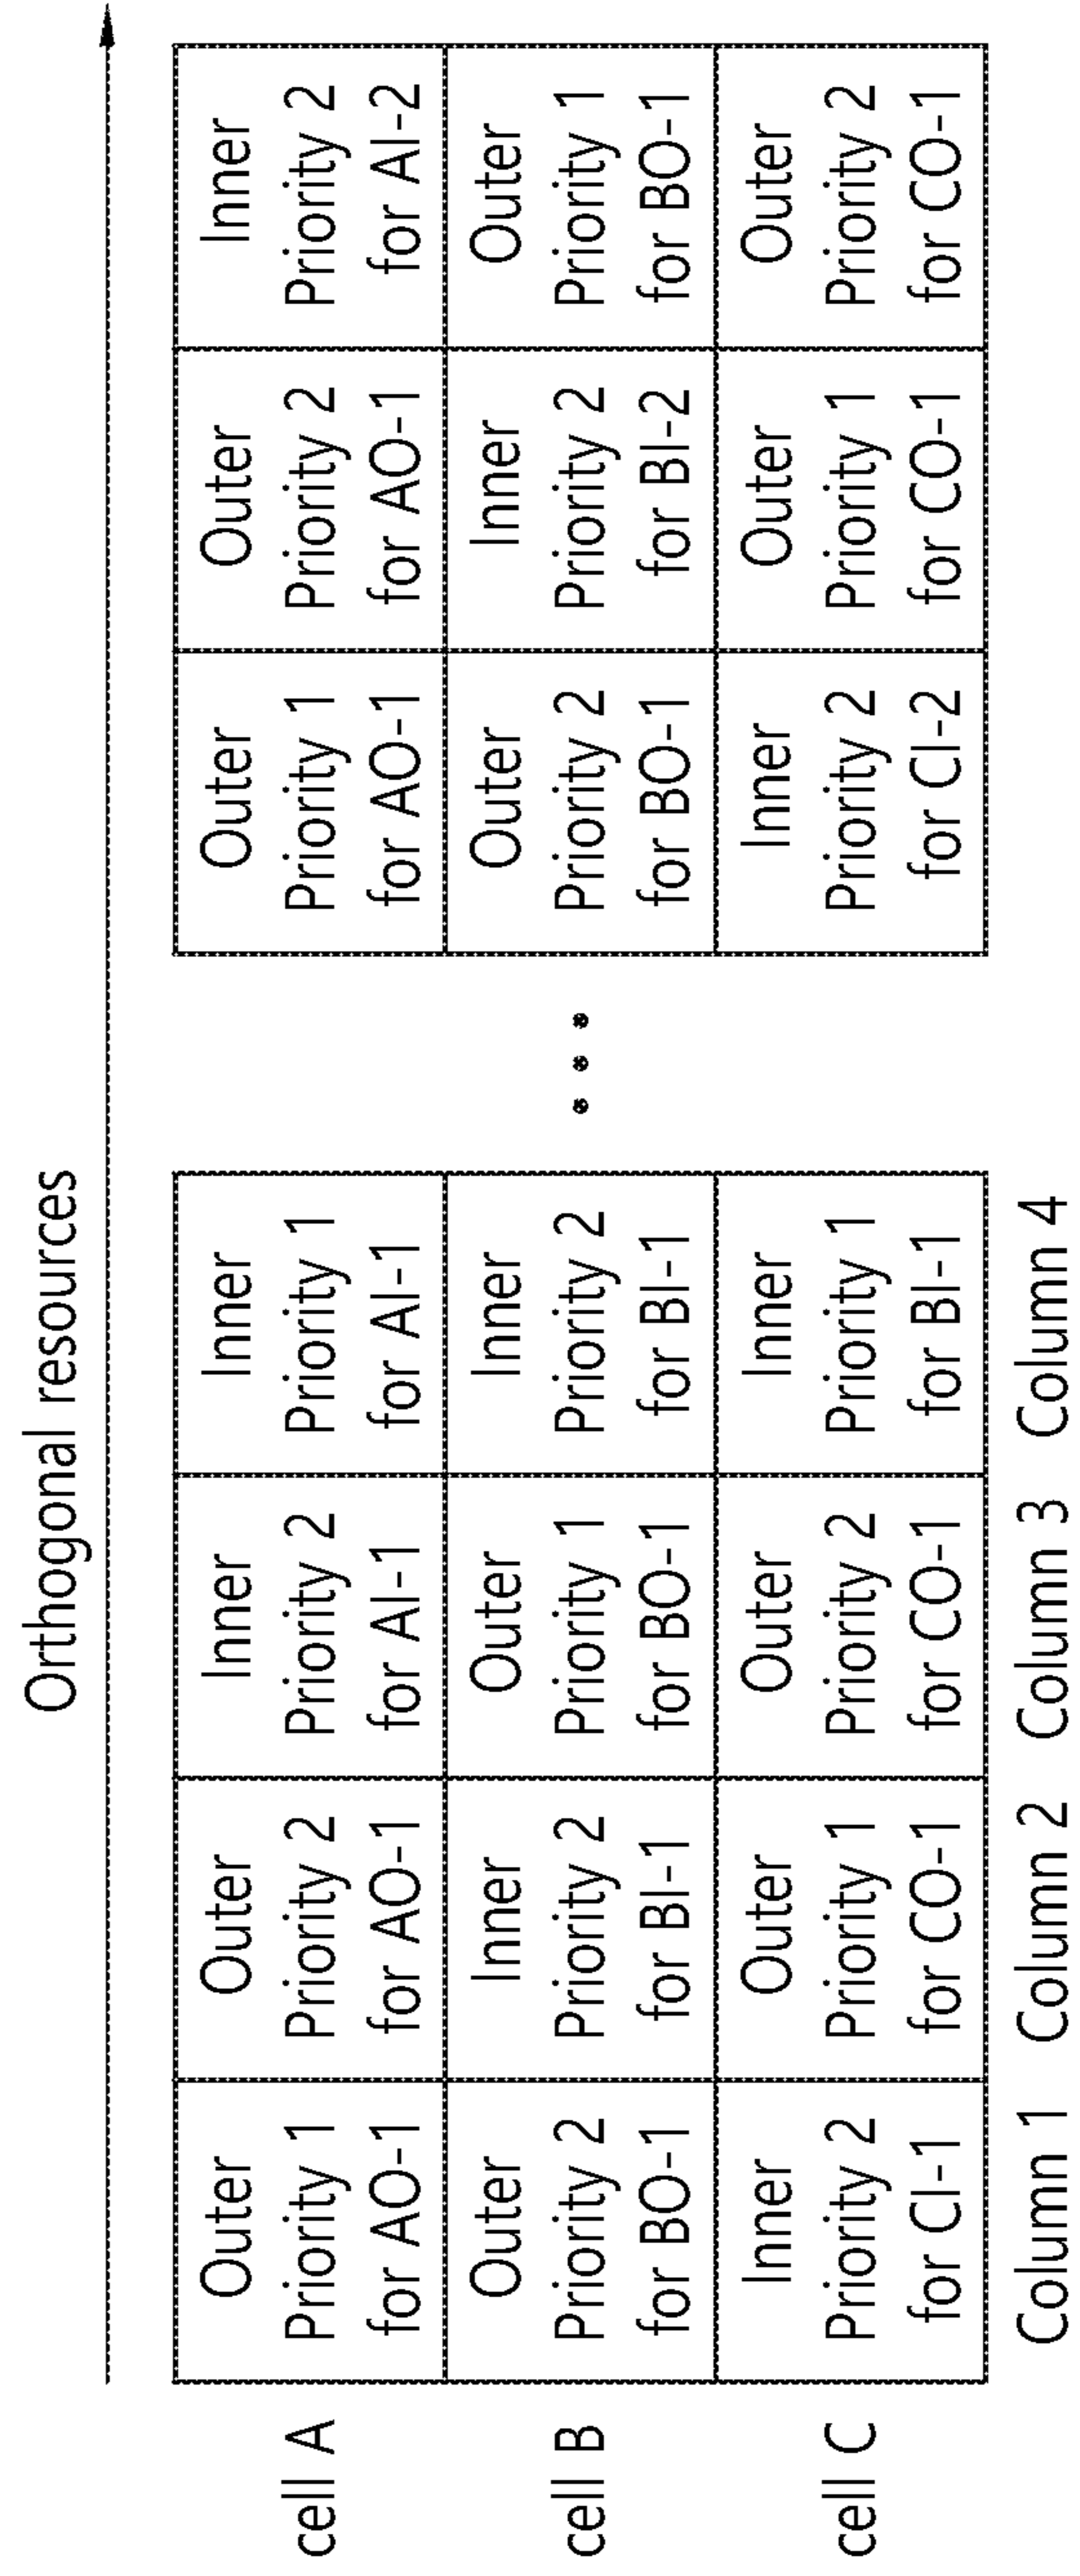 Orthogonal resources
cell A
Outer
Priority 1
for AO-1
Outer
Priority 2
for AO-1
Inner
Priority 2
for AI-1
Inner
Priority 1
for AI-1
Outer
Priority 1
for AO-1
Outer
Priority 2
for AO-1
Inner
Priority 2
for AI-2
cell B
Outer
Priority 2
for BO-1
Inner
Priority 2
for BI-1
Outer
Priority 1
for BO-1
Inner
Priority 2
for BI-1
Outer
Priority 2
for BO-1
Inner
Priority 2
for BI-2
Outer
Priority 1
for BO-1
cell C
Inner
Priority 2
for CI-1
Outer
Priority 1
for CO-1
Outer
Priority 2
for CO-1
Inner
Priority 1
for BI-1
Inner
Priority 2
for CI-2
Outer
Priority 1
for CO-1
Outer
Priority 2
for CO-1
Column 1
Column 2
Column 3
Column 4